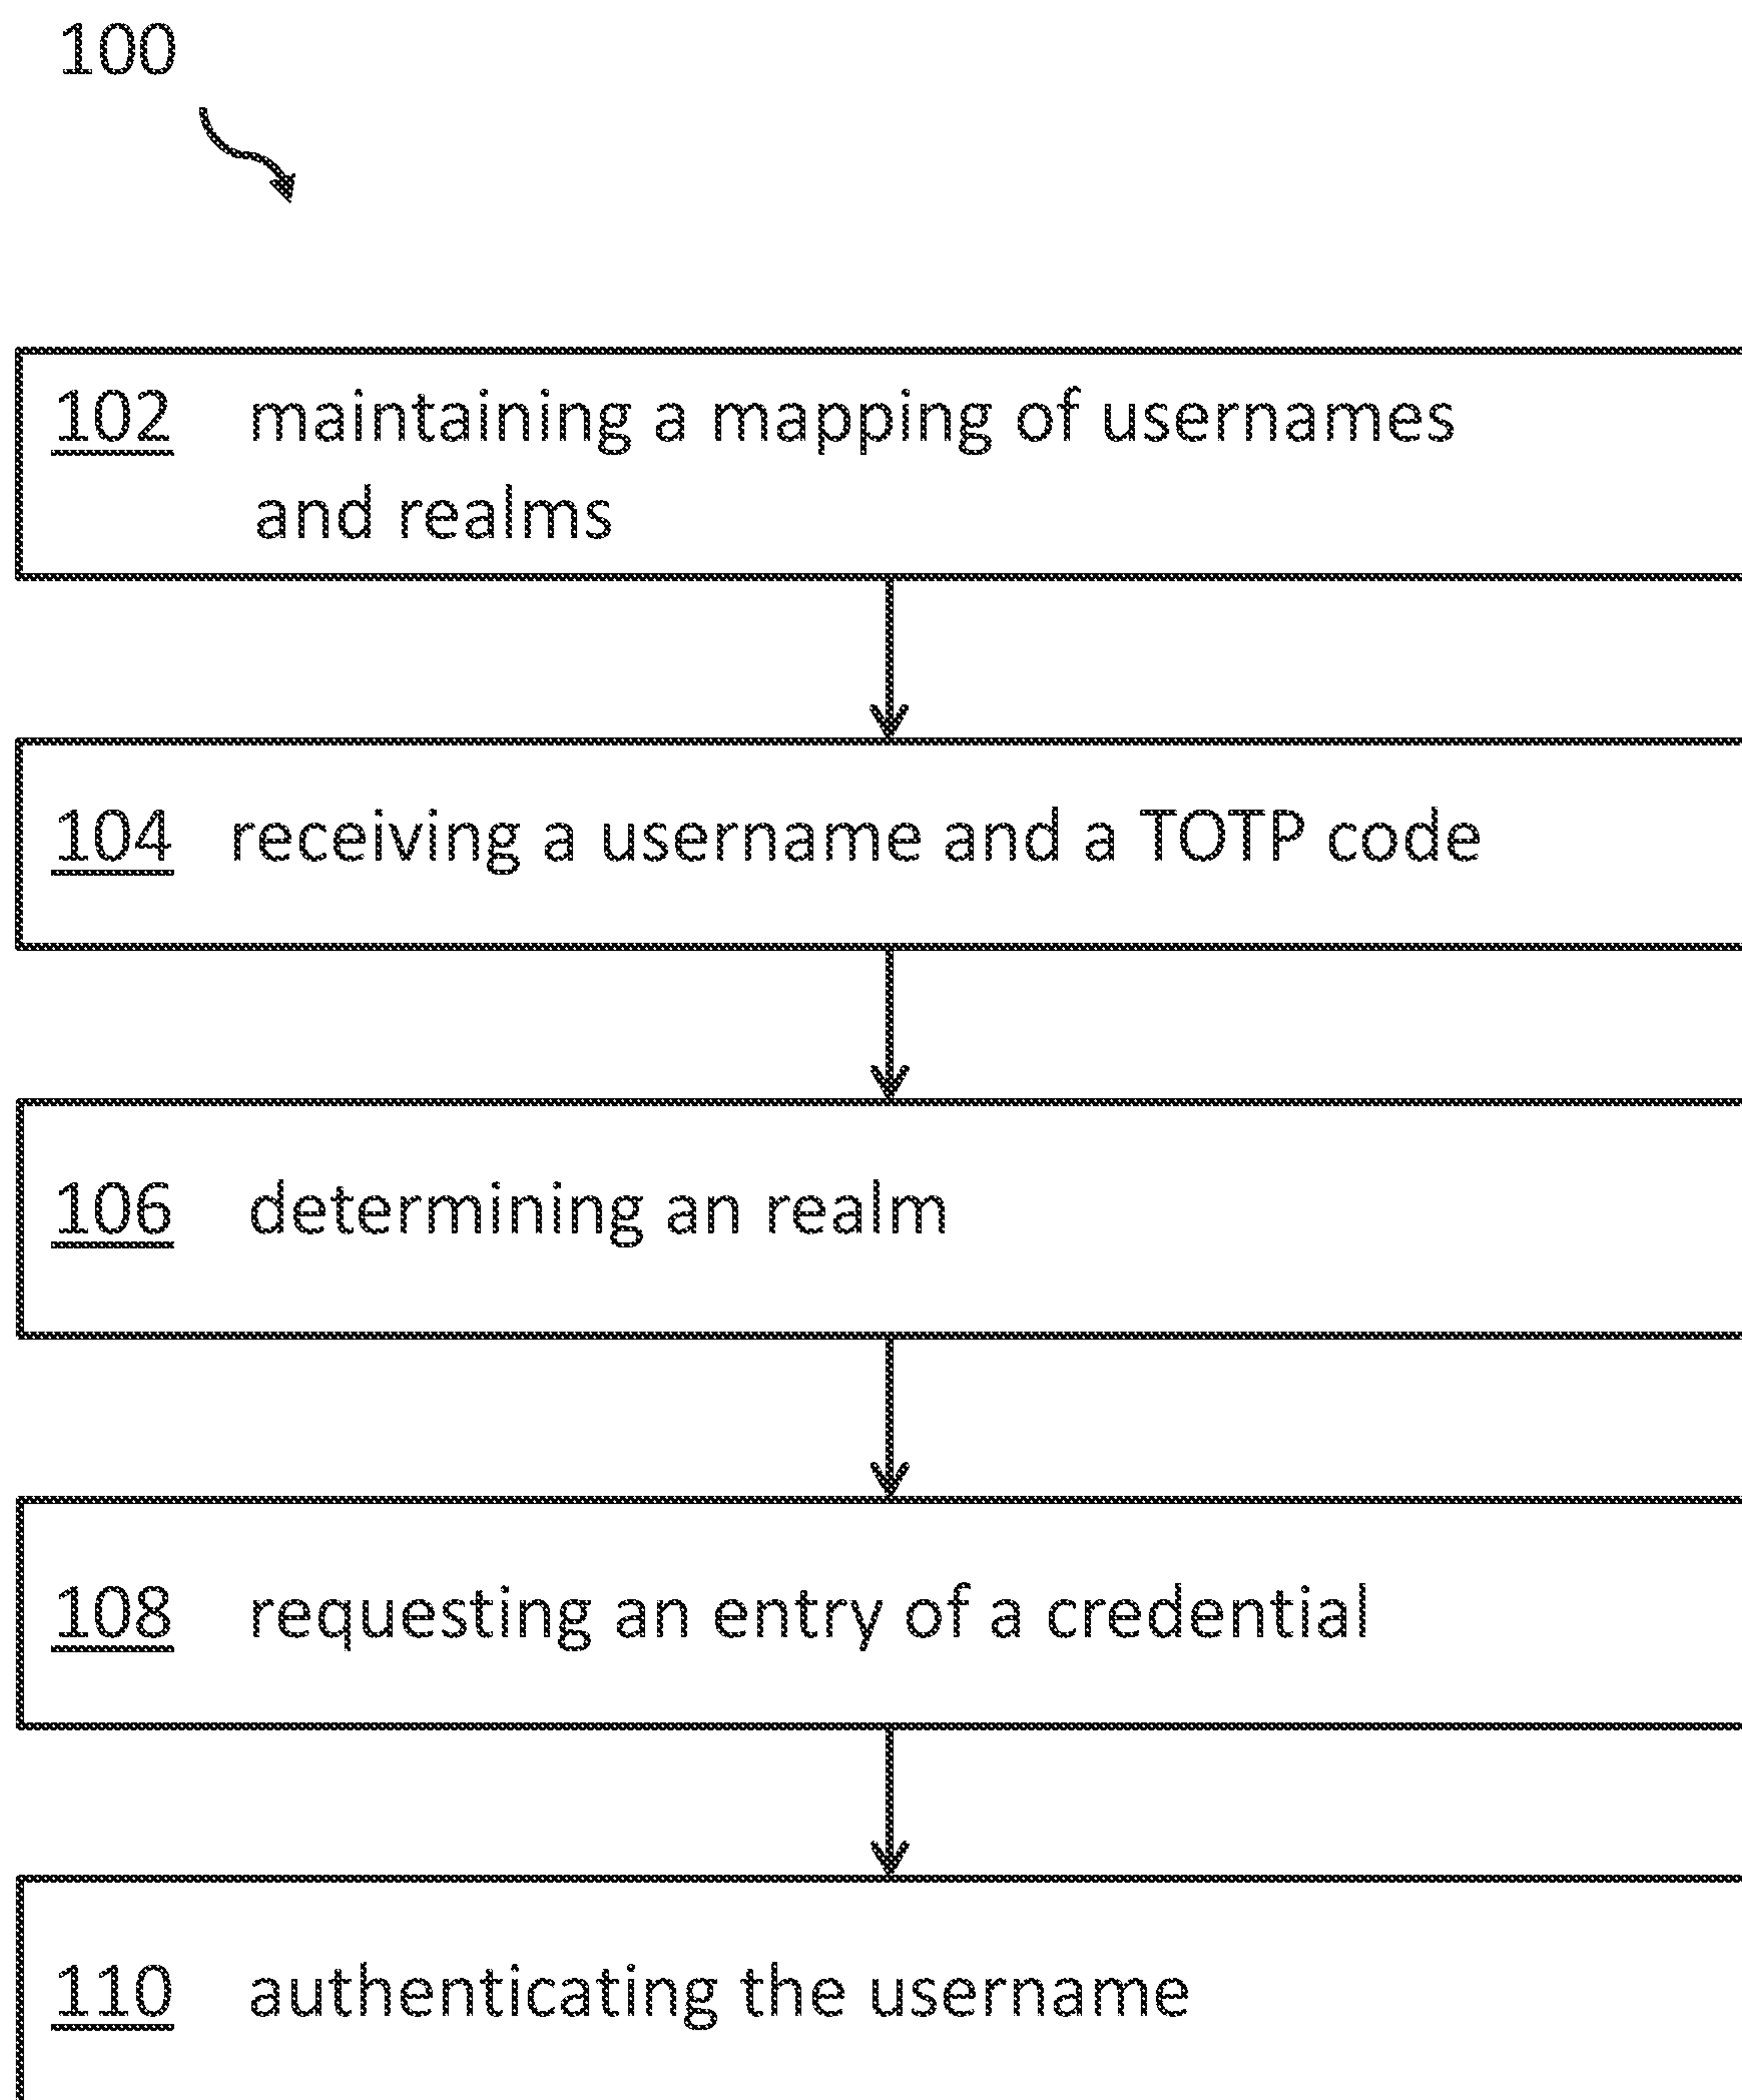 100
102 maintaining a mapping of usernames
and realms
104 receiving a username and a TOTP code
106 determining an realm
108 requesting an entry of a credential
110 authenticating the username